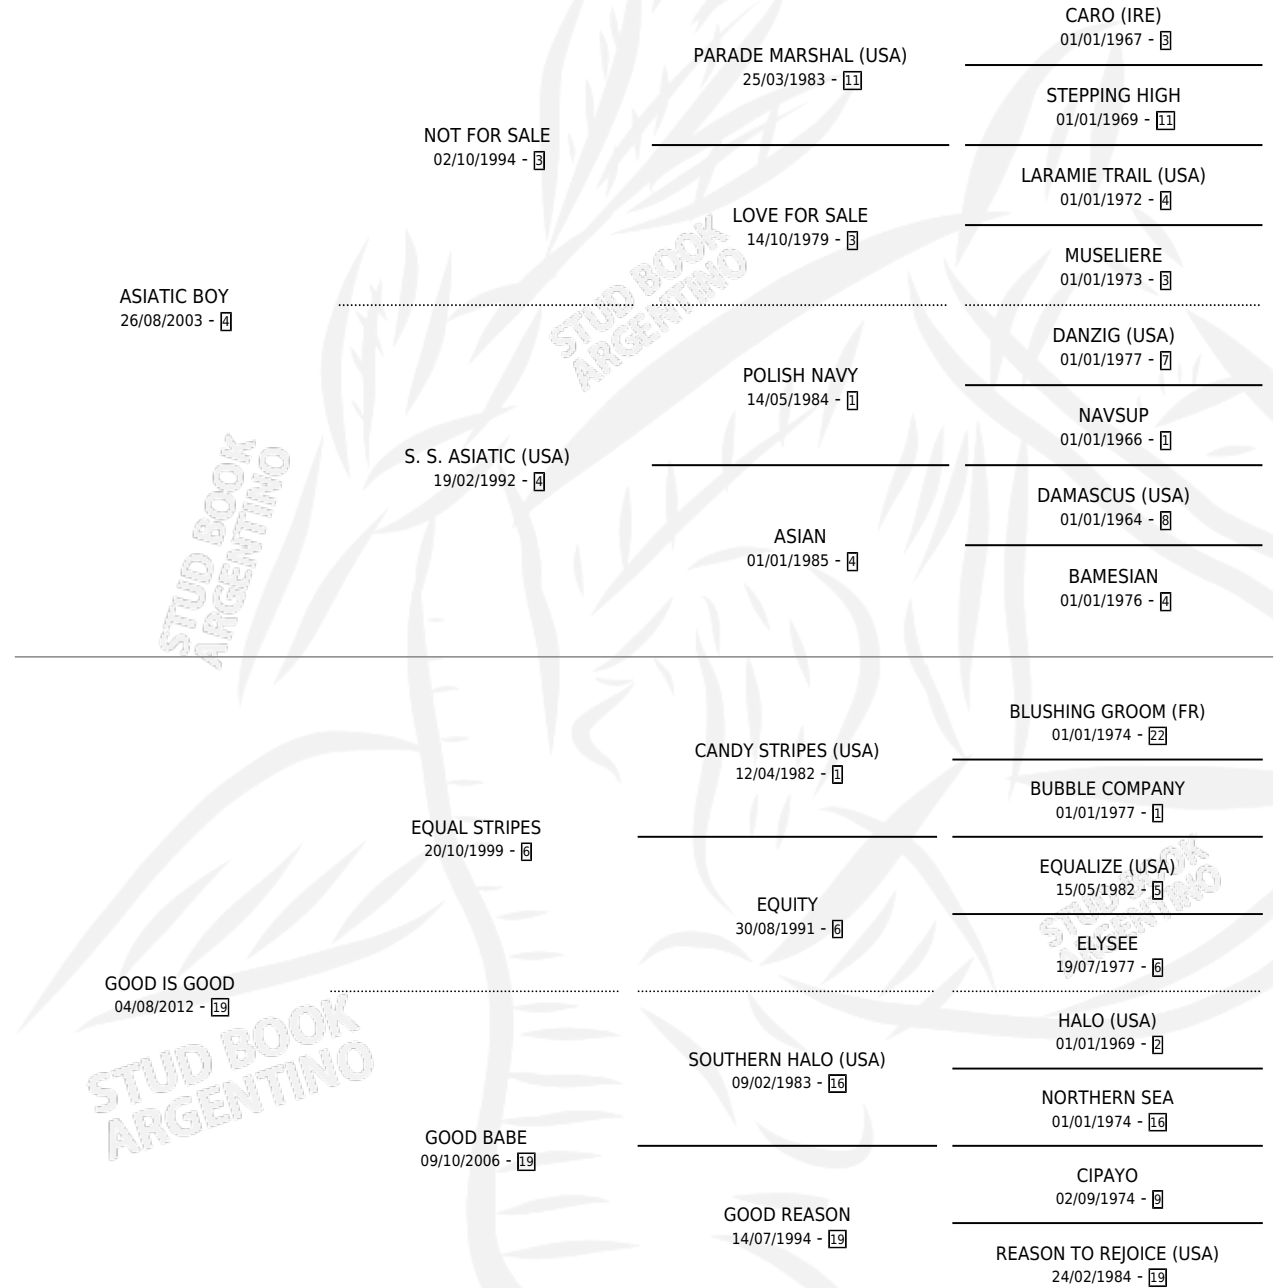 CARO (IRE)
01/01/1967 - 3
PARADE MARSHAL (USA)
25/03/1983 - 11
STEPPING HIGH
01/01/1969 - 11
NOT FOR SALE
02/10/1994 - 3
LARAMIE TRAIL (USA)
01/01/1972 - 4
LOVE FOR SALE
14/10/1979 - 3
MUSELIERE
01/01/1973 - 3
ASIATIC BOY
26/08/2003 - 4
STUD BOOK
ARGENTINO
DANZIG (USA)
01/01/1977 - 7
POLISH NAVY
14/05/1984 - 1
NAVSUP
01/01/1966 - 1
S. S. ASIATIC (USA)
19/02/1992 - 4
DAMASCUS (USA)
01/01/1964 - 8
ASIAN
01/01/1985 - 4
BAMESIAN
01/01/1976 - 4
STUD BOOK
ARGENTINO
BLUSHING GROOM (FR)
01/01/1974 - 22
CANDY STRIPES (USA)
12/04/1982 - 1
BUBBLE COMPANY
01/01/1977 - 1
EQUAL STRIPES
20/10/1999 - 6
EQUALIZE (USA)
15/05/1982 - 5
EQUITY
30/08/1991 - 6
ELYSEE
19/07/1977 - 6
STUD BOOK
ARGENTINO
GOOD IS GOOD
04/08/2012 - 19
HALO (USA)
01/01/1969 - 2
SOUTHERN HALO (USA)
09/02/1983 - 16
NORTHERN SEA
01/01/1974 - 16
GOOD BABE
09/10/2006 - 19
CIPAYO
02/09/1974 - 9
GOOD REASON
14/07/1994 - 19
REASON TO REJOICE (USA)
24/02/1984 - 19
STUD BOOK
ARGENTINO